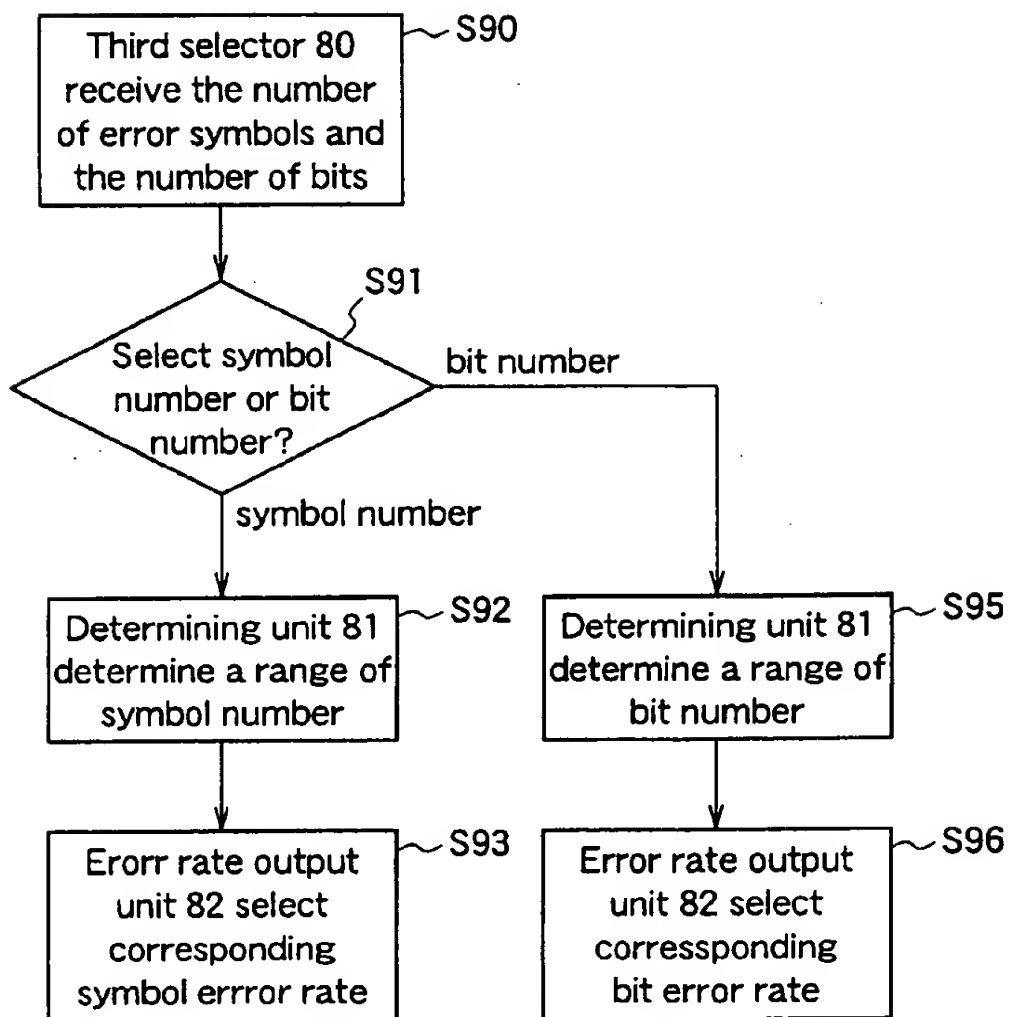 Third selector 80
receive the number
of error symbols and
the number of bits
S90
S91
Select symbol
number or bit
number?
bit number
symbol number
Determining unit 81
determine a range of
symbol number
S92
Determining unit 81
determine a range of
bit number
S95
Erorr rate output
unit 82 select
corresponding
symbol errror rate
S93
Error rate output
unit 82 select
corressponding
bit error rate
S96